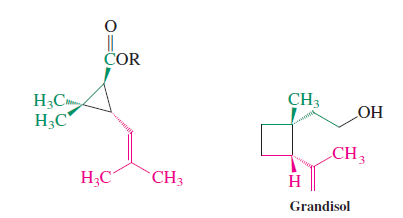 O
COR
H₃C
H₃C
H₃C CH₃
CH₃
OH
CH₃
H
Grandisol